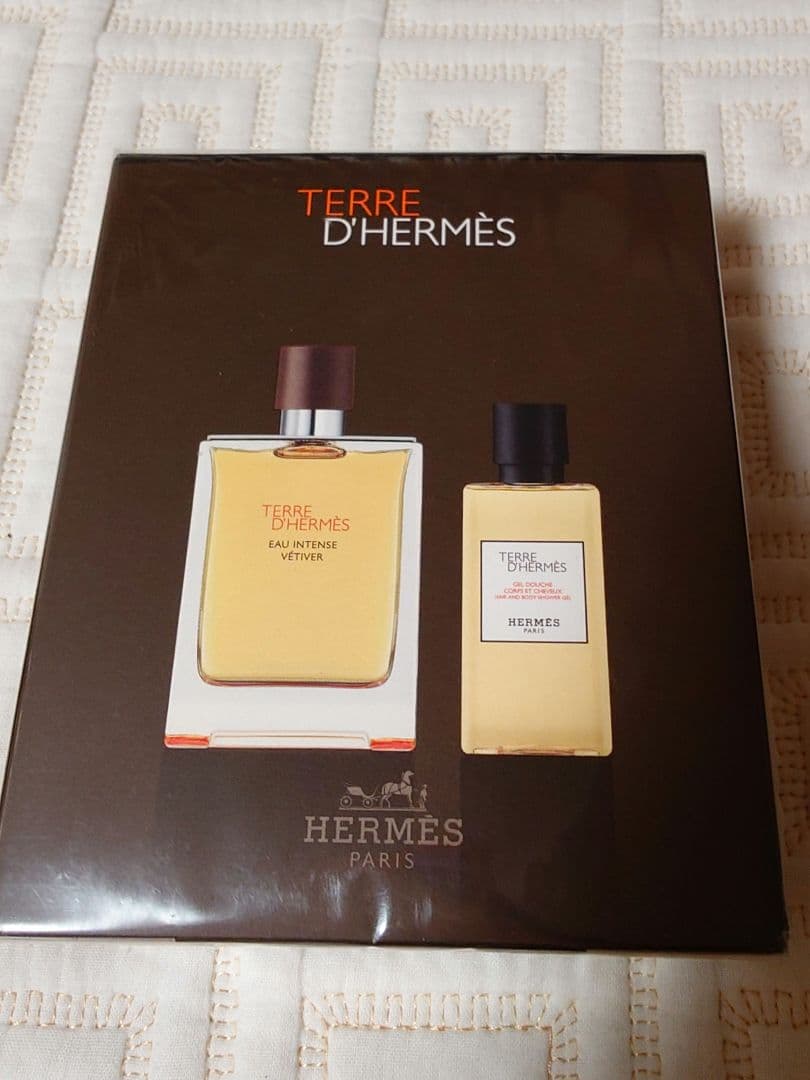 TERRE
D'HERMÈS
TERRE
D'HERMÈS
EAU INTENSE
VÉTIVER
TERRE
D'HERMÈS
GEL DOUCHE
CORPS ET CHEVEUX
HAIR AND BODY SHOWER GEL
HERMÈS
PARIS
HERMÈS
PARIS